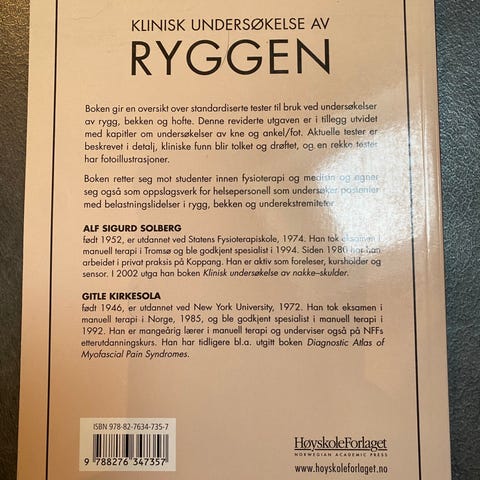 KLINISK UNDERSØKELSE AV
RYGGEN
Boken gir en oversikt over standardiserte tester til bruk ved undersøkelser
av rygg, bekken og hofte. Denne reviderte utgaven er i tillegg utvidet
med kapitler om undersøkelser av kne og ankel/fot. Aktuelle tester er
beskrevet i detalj, kliniske funn blir tolket og drøftet, og en rekke tester
har fotoillustrasjoner.
Boken retter seg mot studenter innen fysioterapi og medisin og egner
seg også som oppslagsverk for helsepersonell som undersøker pasienter
med belastningslidelser i rygg, bekken og underekstremiteter.
ALF SIGURD SOLBERG
født 1952, er utdannet ved Statens Fysioterapiskole, 1974. Han tok eksamen i
manuell terapi i Tromsø og ble godkjent spesialist i 1994. Siden 1980 har han
arbeidet i privat praksis på Koppang. Han er aktiv som foreleser, kursholder og
sensor. I 2002 utga han boken Klinisk undersøkelse av nakke–skulder.
GITLE KIRKESOLA
født 1946, er utdannet ved New York University, 1972. Han tok eksamen i
manuell terapi i Norge, 1985, og ble godkjent spesialist i manuell terapi i
1992. Han er mangeårig lærer i manuell terapi og underviser også på NFFs
etterutdanningskurs. Han har tidligere bl.a. utgitt boken Diagnostic Atlas of
Myofascial Pain Syndromes.
ISBN 978-82-7634-735-7
9 788276 347357
HøyskoleForlaget
NORWEGIAN ACADEMIC PRESS
www.hoyskoleforlaget.no